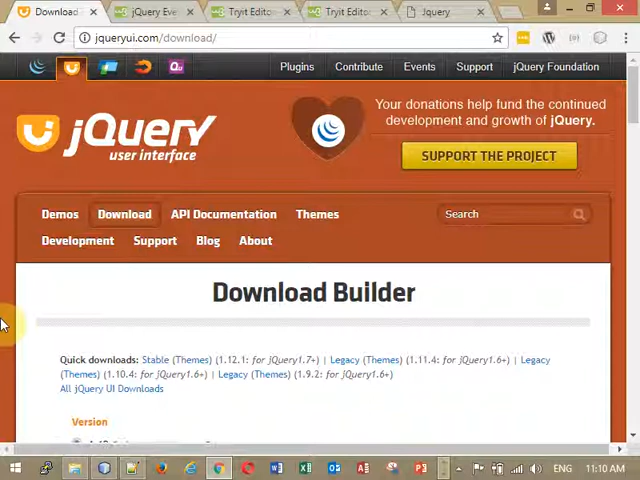 Download
jQuery Eve
Tryit Edito
Tryit Edito
Jquery
jqueryui.com/download/
Plugins Contribute Events Support jQuery Foundation
Your donations help fund the continued
development and growth of jQuery.
jQuery
user interface
SUPPORT THE PROJECT
Demos Download API Documentation Themes
Search
Development Support Blog About
Download Builder
Quick downloads: Stable (Themes) (1.12.1: for jQuery1.7+) | Legacy (Themes) (1.11.4: for jQuery1.6+) | Legacy
(Themes) (1.10.4: for jQuery1.6+) | Legacy (Themes) (1.9.2: for jQuery1.6+)
All jQuery UI Downloads
Version
ENG 11:10 AM